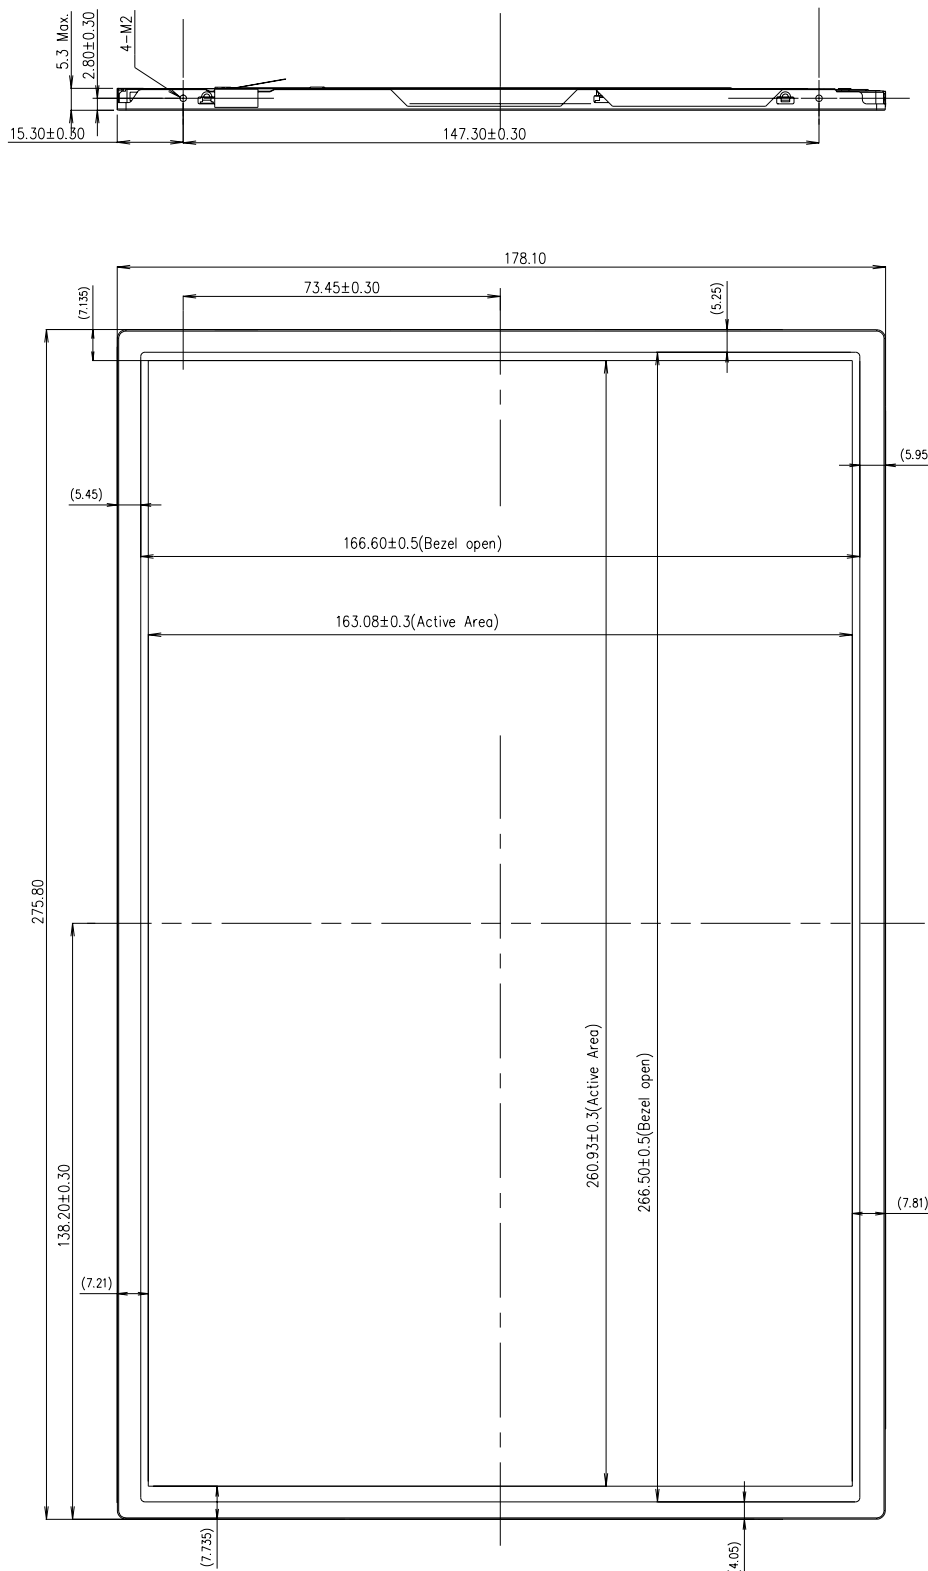 5.3 Max.
2.80±0.30
4-M2
15.30±0.30
147.30±0.30
178.10
73.45±0.30
(7.135)
(5.25)
(5.95
(5.45)
166.60±0.5(Bezel open)
163.08±0.3(Active Area)
275.80
138.20±0.30
260.93±0.3(Active Area)
266.50±0.5(Bezel open)
(7.81)
(7.21)
(7.735)
(4.05)